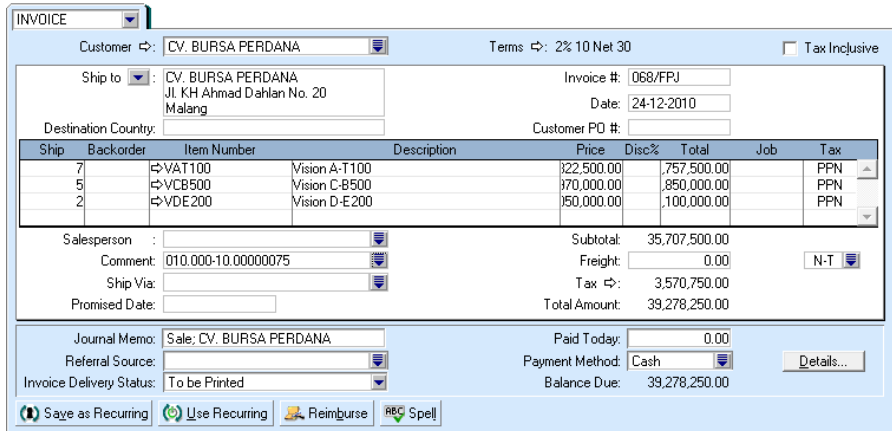 INVOICE
Customer ⇨: CV. BURSA PERDANA Terms ⇨: 2% 10 Net 30 Tax Inclusive
Ship to : CV. BURSA PERDANA Invoice #: 068/FPJ
Jl. KH Ahmad Dahlan No. 20
Malang Date: 24-12-2010
Destination Country: Customer PO #:
Ship Backorder Item Number Description Price Disc% Total Job Tax
7 ⇨VAT100 Vision A-T100 322,500.00 ,757,500.00 PPN
5 ⇨VCB500 Vision C-B500 970,000.00 ,850,000.00 PPN
2 ⇨VDE200 Vision D-E200 050,000.00 ,100,000.00 PPN
Salesperson : Subtotal: 35,707,500.00
Comment: 010.000-10.00000075 Freight: 0.00 N-T
Ship Via: Tax ⇨: 3,570,750.00
Promised Date: Total Amount: 39,278,250.00
Journal Memo: Sale; CV. BURSA PERDANA Paid Today: 0.00
Referral Source: Payment Method: Cash Details...
Invoice Delivery Status: To be Printed Balance Due: 39,278,250.00
Save as Recurring Use Recurring Reimburse ABC Spell